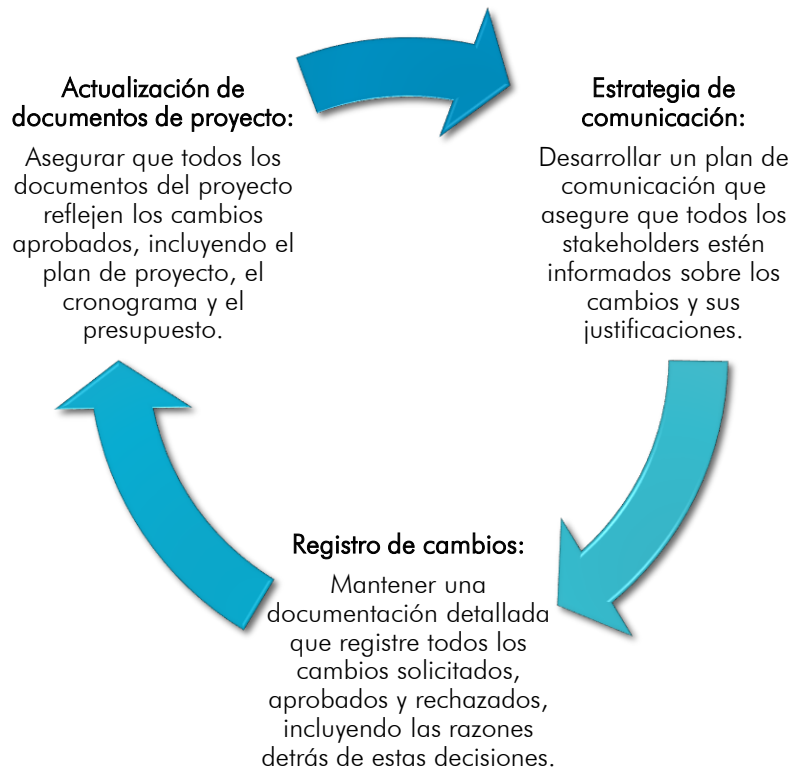 Actualización de
documentos de proyecto:
Asegurar que todos los
documentos del proyecto
reflejen los cambios
aprobados, incluyendo el
plan de proyecto, el
cronograma y el
presupuesto.
Estrategia de
comunicación:
Desarrollar un plan de
comunicación que
asegure que todos los
stakeholders estén
informados sobre los
cambios y sus
justificaciones.
Registro de cambios:
Mantener una
documentación detallada
que registre todos los
cambios solicitados,
aprobados y rechazados,
incluyendo las razones
detrás de estas decisiones.